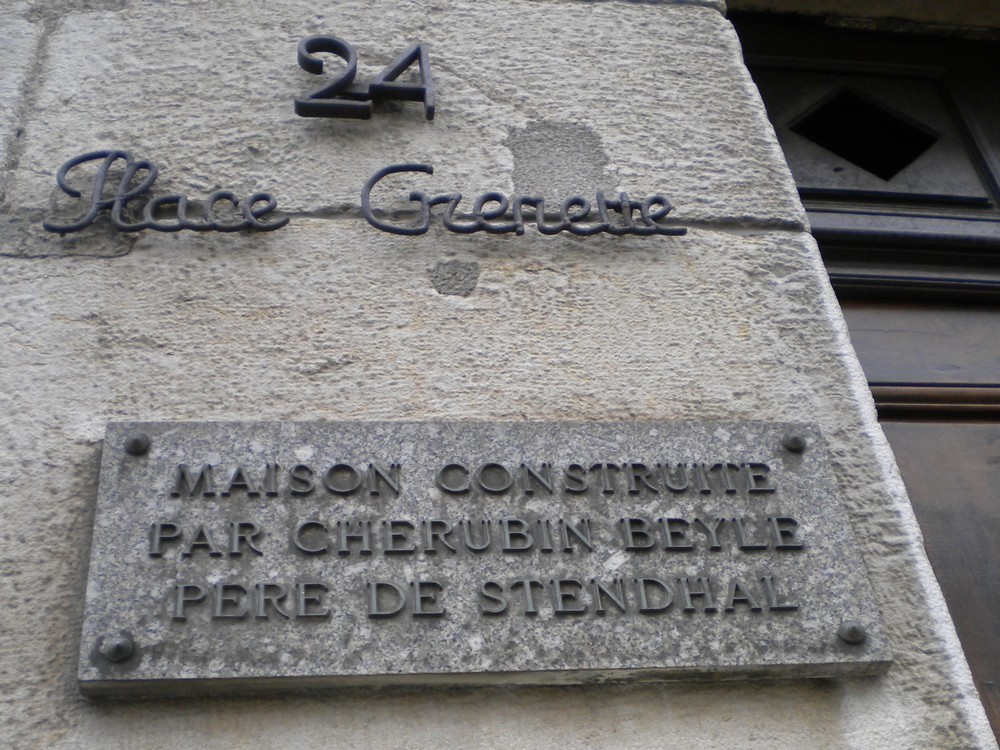 24
Place Grenette
MAISON CONSTRUITE
PAR CHERUBIN BEYLE
PERE DE STENDHAL